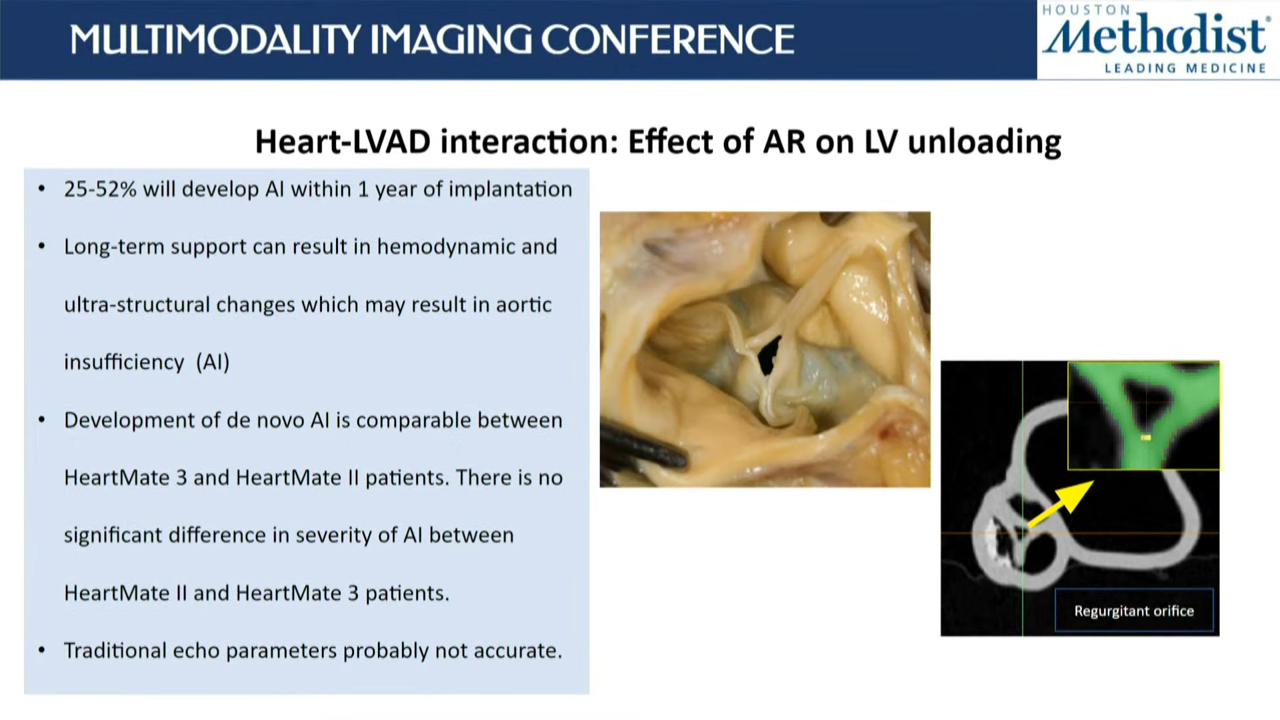 MULTIMODALITY IMAGING CONFERENCE
HOUSTON
Methodist®
LEADING MEDICINE
Heart-LVAD interaction: Effect of AR on LV unloading
• 25-52% will develop AI within 1 year of implantation
• Long-term support can result in hemodynamic and
ultra-structural changes which may result in aortic
insufficiency (AI)
• Development of de novo AI is comparable between
HeartMate 3 and HeartMate II patients. There is no
significant difference in severity of AI between
HeartMate II and HeartMate 3 patients.
• Traditional echo parameters probably not accurate.
Regurgitant orifice